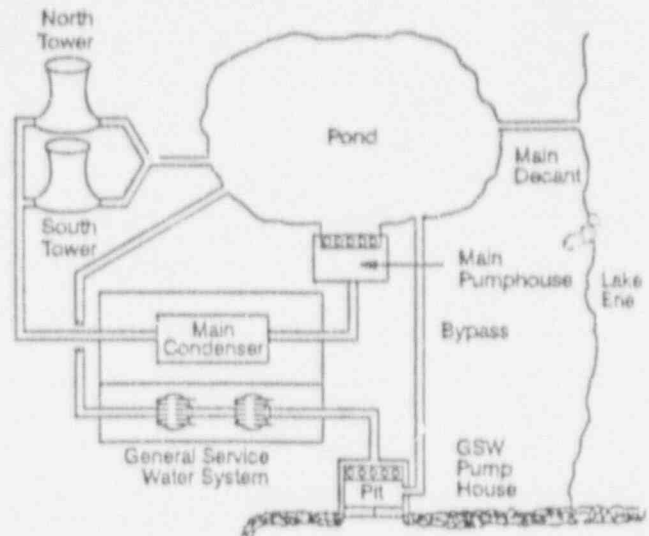 North
Tower
Pond
Main
Decant
South
Tower
Main
Pumphouse
Lake
Erie
Main
Condenser
Bypass
General Service
Water System
GSW
Pump
House
Pit